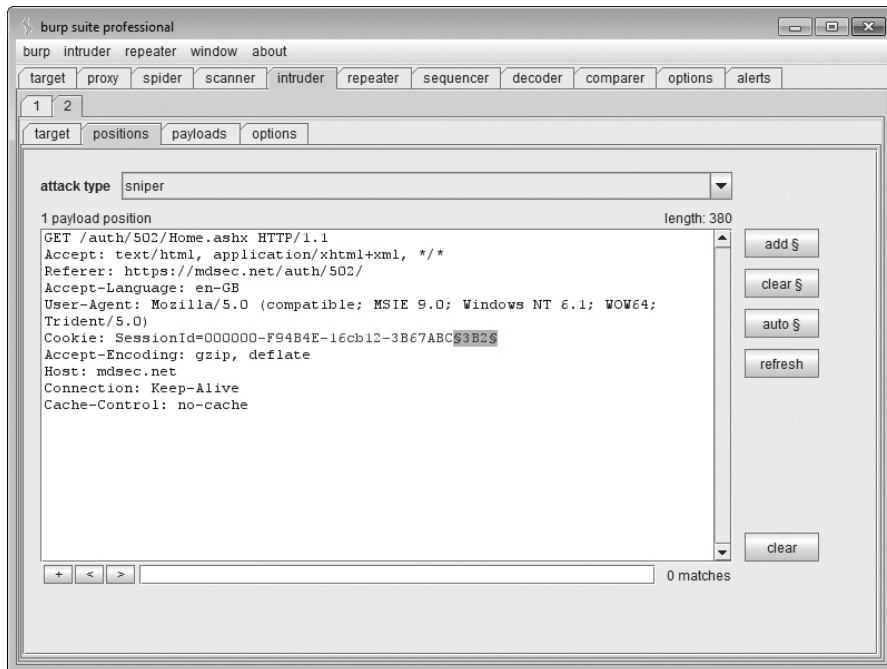 burp suite professional
burp intruder repeater window about
target proxy spider scanner intruder repeater sequencer decoder comparer options alerts
1 2
target positions payloads options
attack type sniper
1 payload position length: 380
GET /auth/502/Home.ashx HTTP/1.1
Accept: text/html, application/xhtml+xml, */*
Referer: https://mdsec.net/auth/502/
Accept-Language: en-GB
User-Agent: Mozilla/5.0 (compatible; MSIE 9.0; Windows NT 6.1; WOW64;
Trident/5.0)
Cookie: SessionId=000000-F94B4E-16cb12-3B67ABC§3B2§
Accept-Encoding: gzip, deflate
Host: mdsec.net
Connection: Keep-Alive
Cache-Control: no-cache
add §
clear §
auto §
refresh
clear
+ < > 0 matches